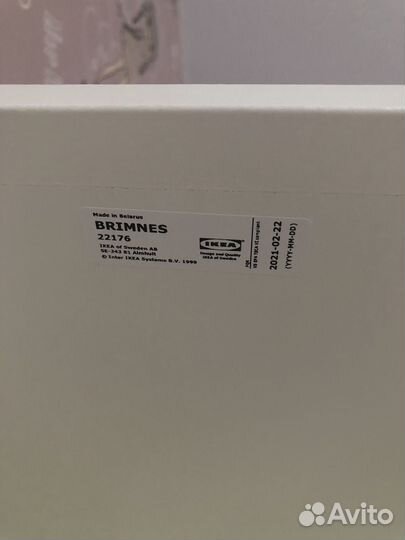 Made in Belarus
BRIMNES
22176
IKEA of Sweden AB
SE-343 81 Älmhult
© Inter IKEA Systems B.V. 1999
IKEA
Design and Quality
IKEA of Sweden
2021-02-22
(YYYY-MM-DD)
Avito